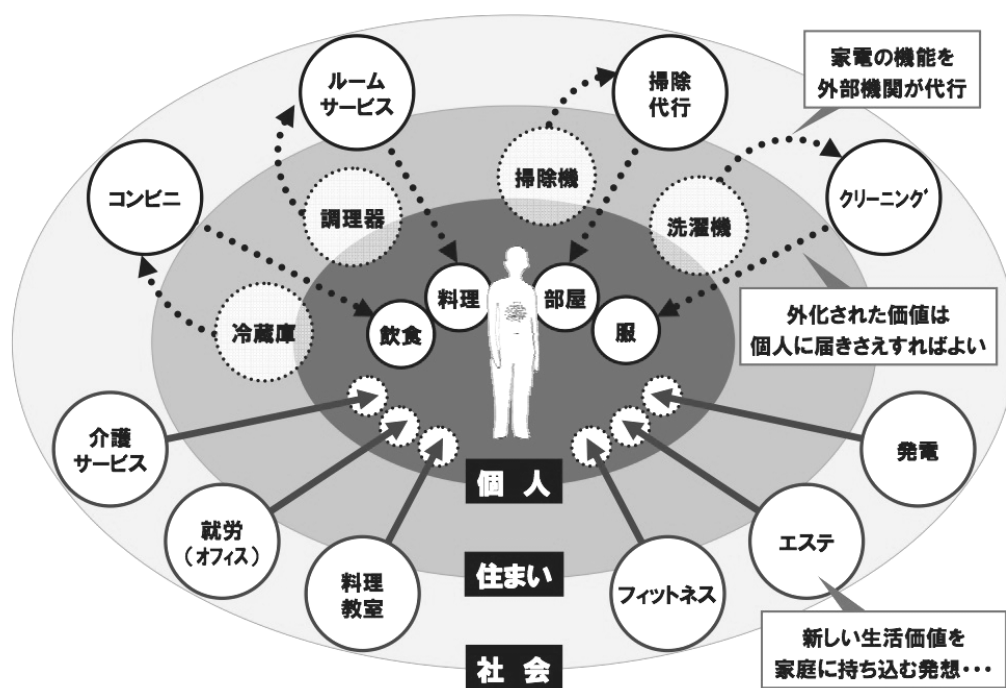 家電の機能を
外部機関が代行
ルーム
サービス
掃除
代行
コンビニ
調理器
掃除機
洗濯機
クリーニング
冷蔵庫
飲食
料理
部屋
服
外化された価値は
個人に届きさえすればよい
介護
サービス
就労
（オフィス）
料理
教室
個人
住まい
社会
フィットネス
エステ
発電
新しい生活価値を
家庭に持ち込む発想・・・